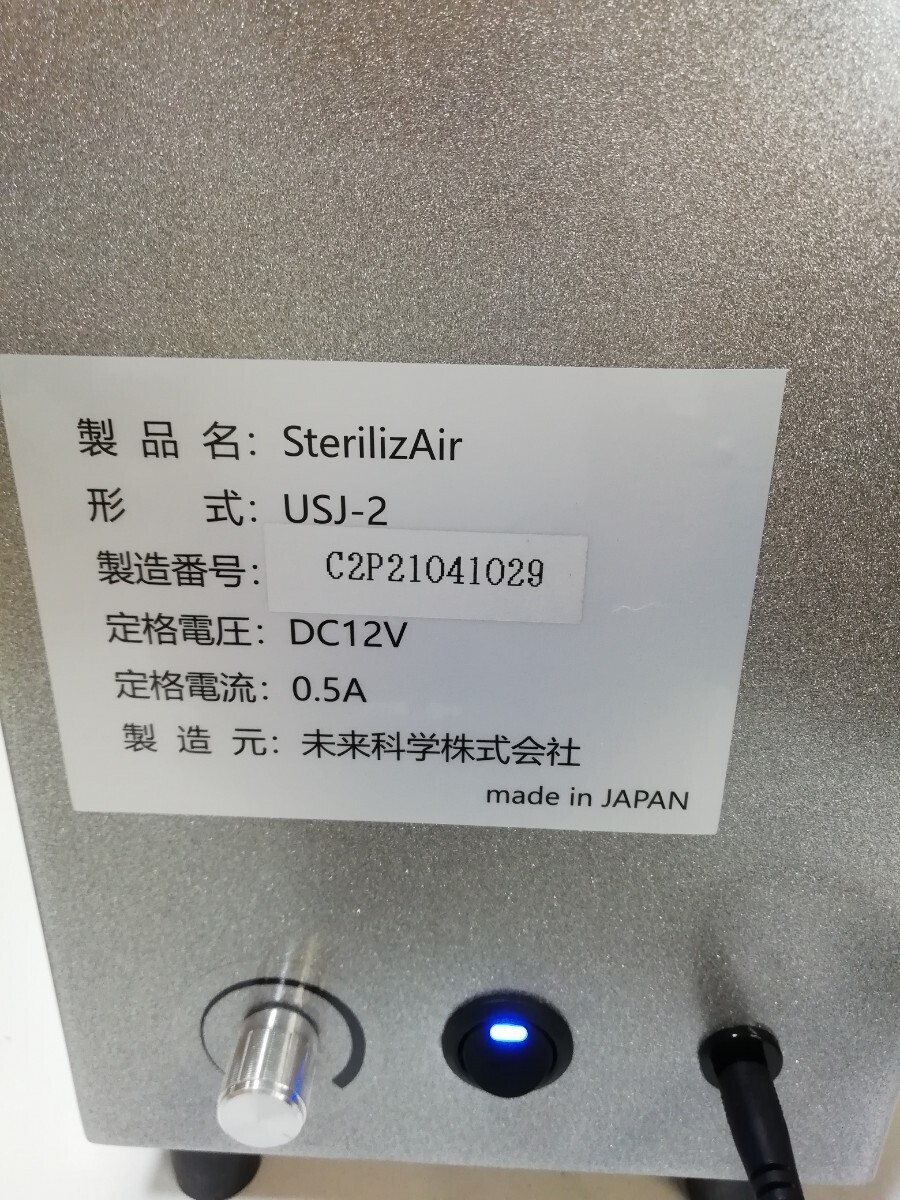 製品名: SterilizAir
形式: USJ-2
製造番号: C2P21041029
定格電圧: DC12V
定格電流: 0.5A
製造元: 未来科学株式会社
made in JAPAN